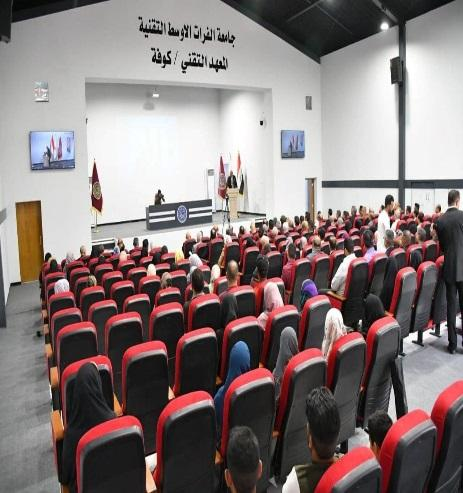 جامعة الفرات الاوسط التقنية
المعهد التقني / كوفة